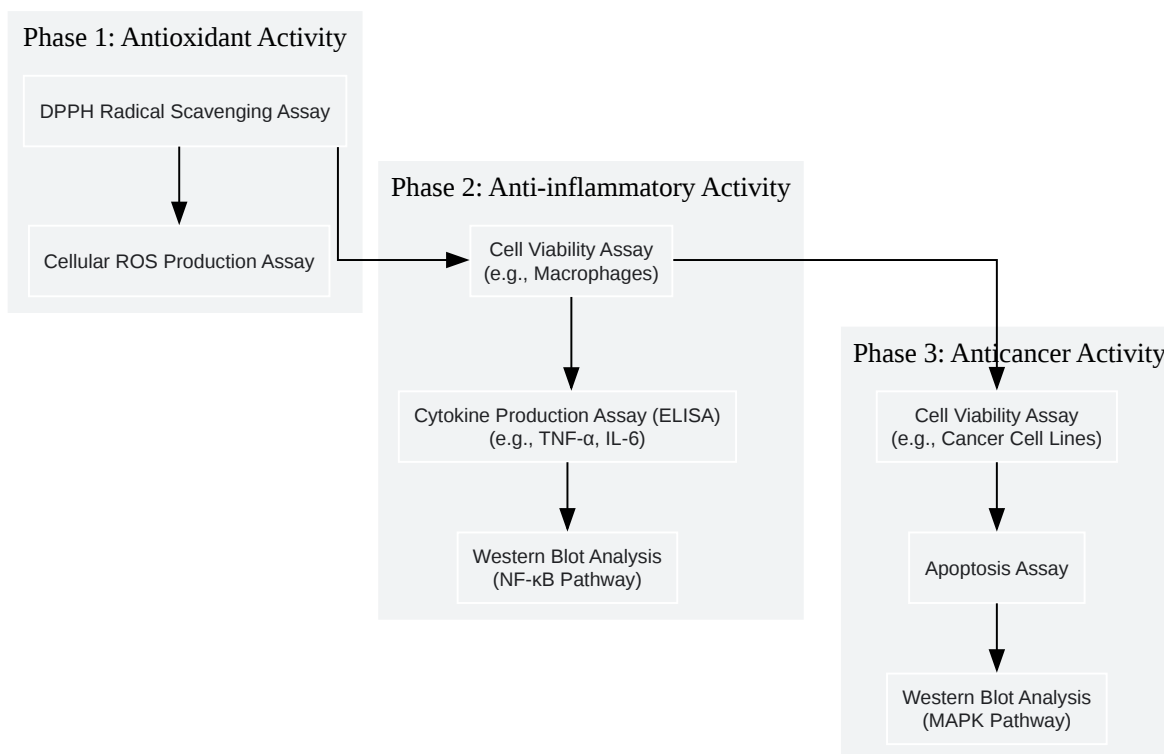 Phase 1: Antioxidant Activity
DPPH Radical Scavenging Assay
Cellular ROS Production Assay
Phase 2: Anti-inflammatory Activity
Cell Viability Assay
(e.g., Macrophages)
Cytokine Production Assay (ELISA)
(e.g., TNF-α, IL-6)
Western Blot Analysis
(NF-κB Pathway)
Phase 3: Anticancer Activity
Cell Viability Assay
(e.g., Cancer Cell Lines)
Apoptosis Assay
Western Blot Analysis
(MAPK Pathway)